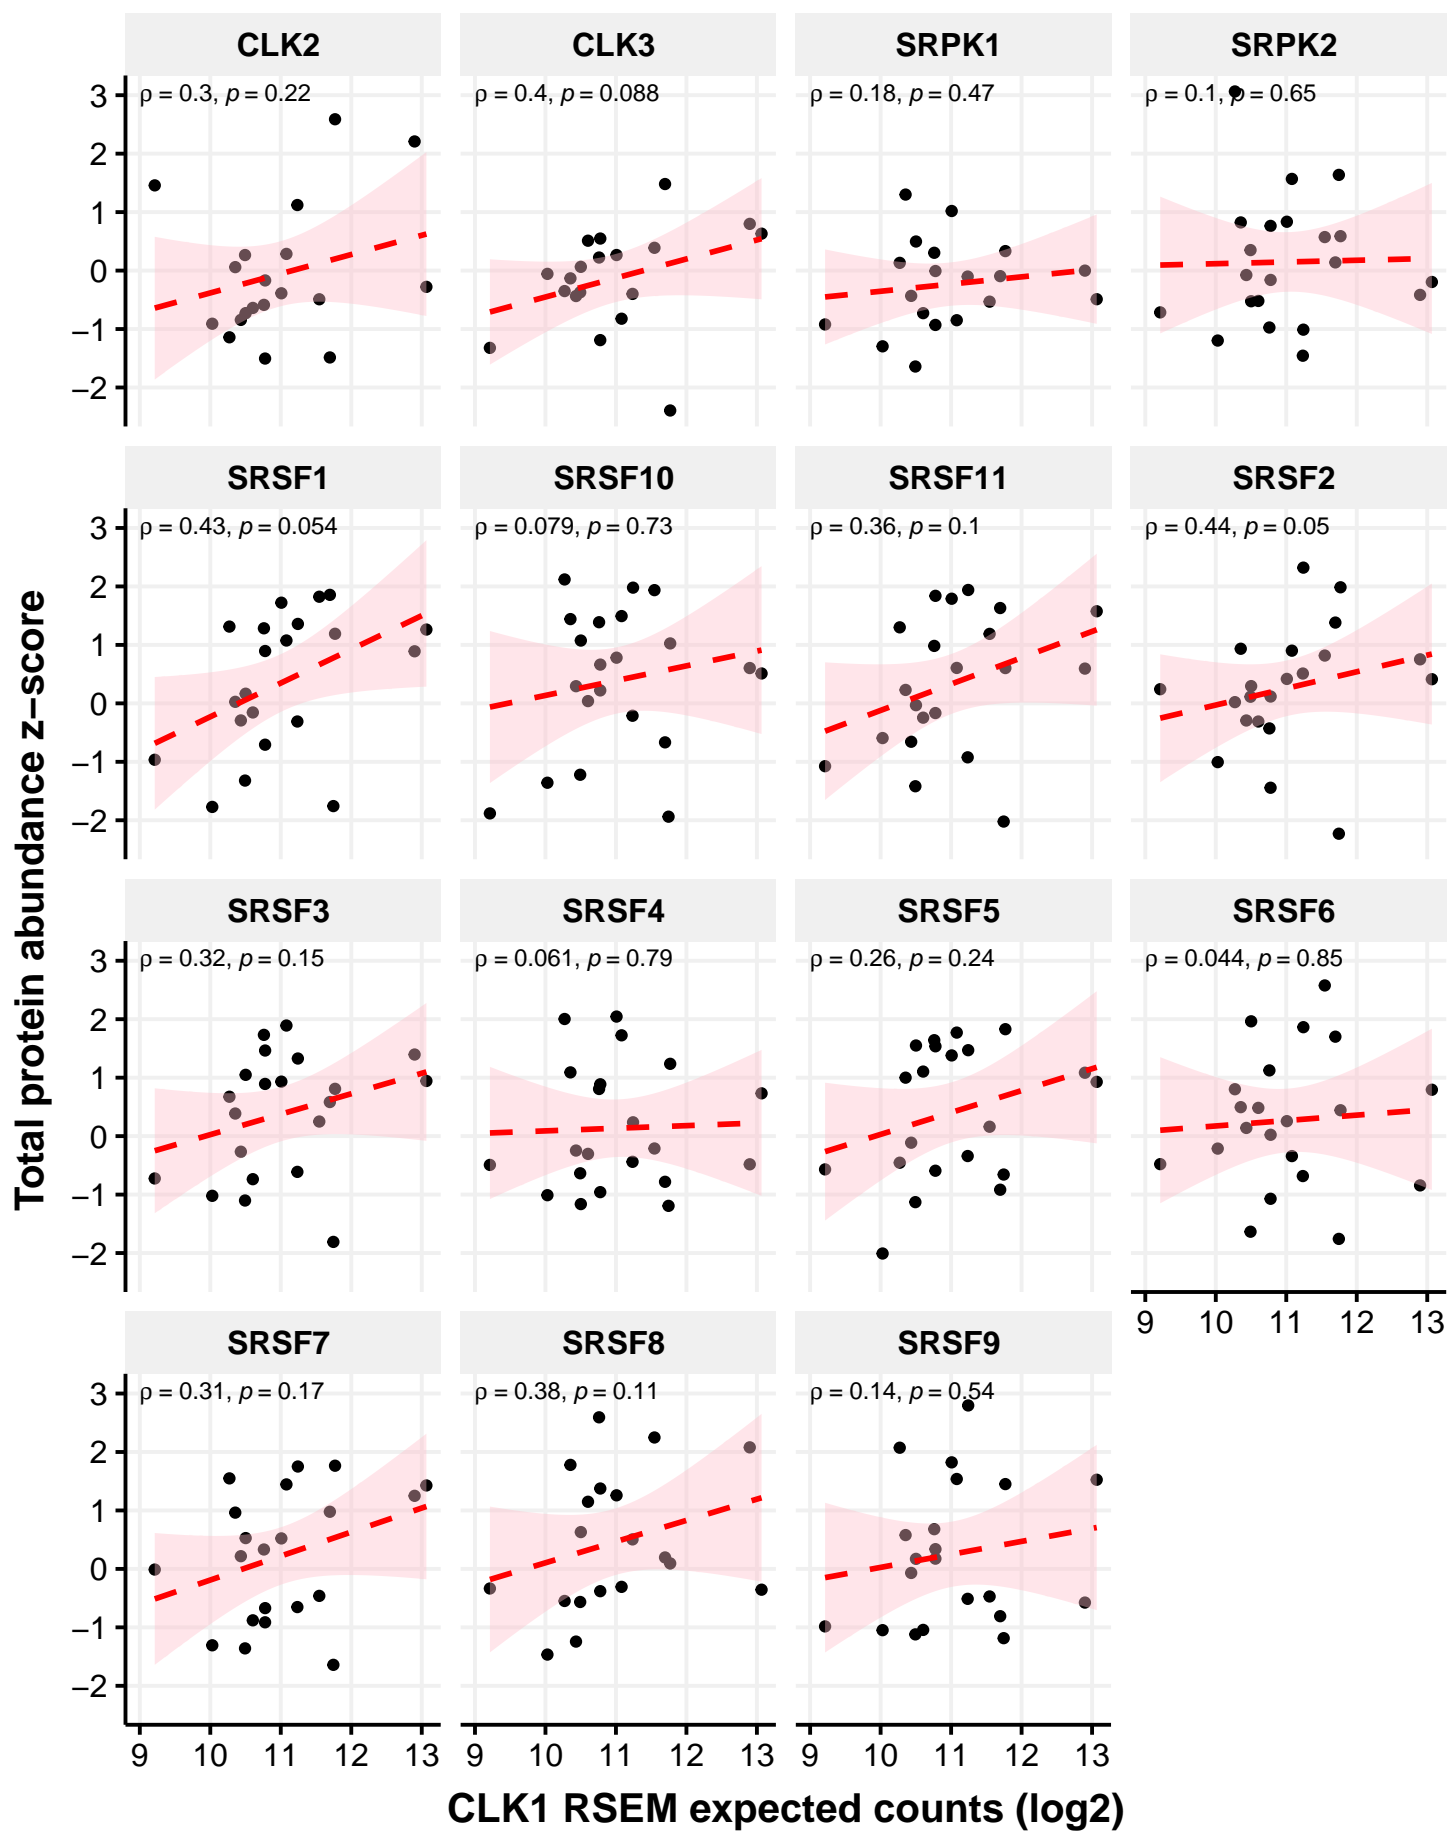 CLK2 CLK3 SRPK1 SRPK2
ρ = 0.3, p = 0.22 ρ = 0.4, p = 0.088 ρ = 0.18, p = 0.47 ρ = 0.1, p = 0.65
3
2
1
0
−1
−2
SRSF1 SRSF10 SRSF11 SRSF2
ρ = 0.43, p = 0.054 ρ = 0.079, p = 0.73 ρ = 0.36, p = 0.1 ρ = 0.44, p = 0.05
3
2
1
0
−1
−2
Total protein abundance z−score
SRSF3 SRSF4 SRSF5 SRSF6
ρ = 0.32, p = 0.15 ρ = 0.061, p = 0.79 ρ = 0.26, p = 0.24 ρ = 0.044, p = 0.85
3
2
1
0
−1
−2
9 10 11 12 13
SRSF7 SRSF8 SRSF9
ρ = 0.31, p = 0.17 ρ = 0.38, p = 0.11 ρ = 0.14, p = 0.54
3
2
1
0
−1
−2
9 10 11 12 13 9 10 11 12 13 9 10 11 12 13
CLK1 RSEM expected counts (log2)